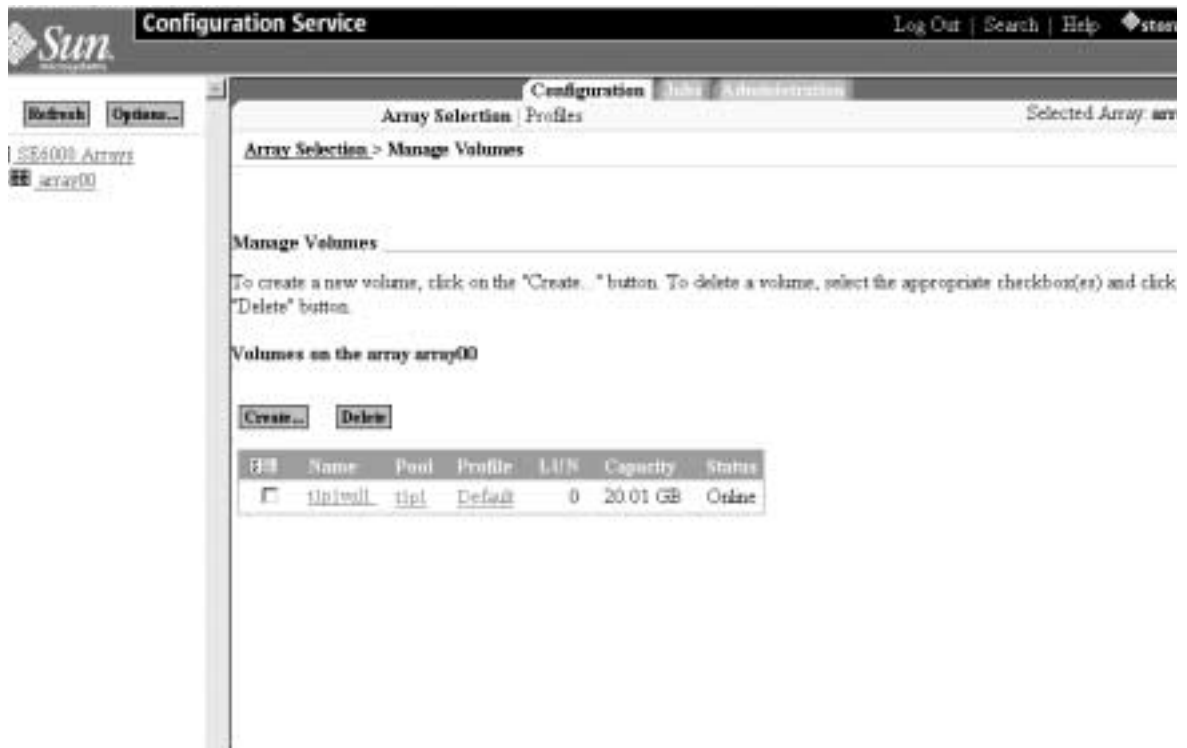 Sun
microsystems
Configuration Service
Log Out | Search | Help
Refresh Options...
SE6000 Arrays
array00
Configuration Jobs Administration
Array Selection | Profiles
Selected Array:
Array Selection > Manage Volumes
Manage Volumes
To create a new volume, click on the "Create..." button. To delete a volume, select the appropriate checkbox(es) and click
"Delete" button.
Volumes on the array array00
Create... Delete
Name Pool Profile LUN Capacity Status
Default 0 20.01 GB Online